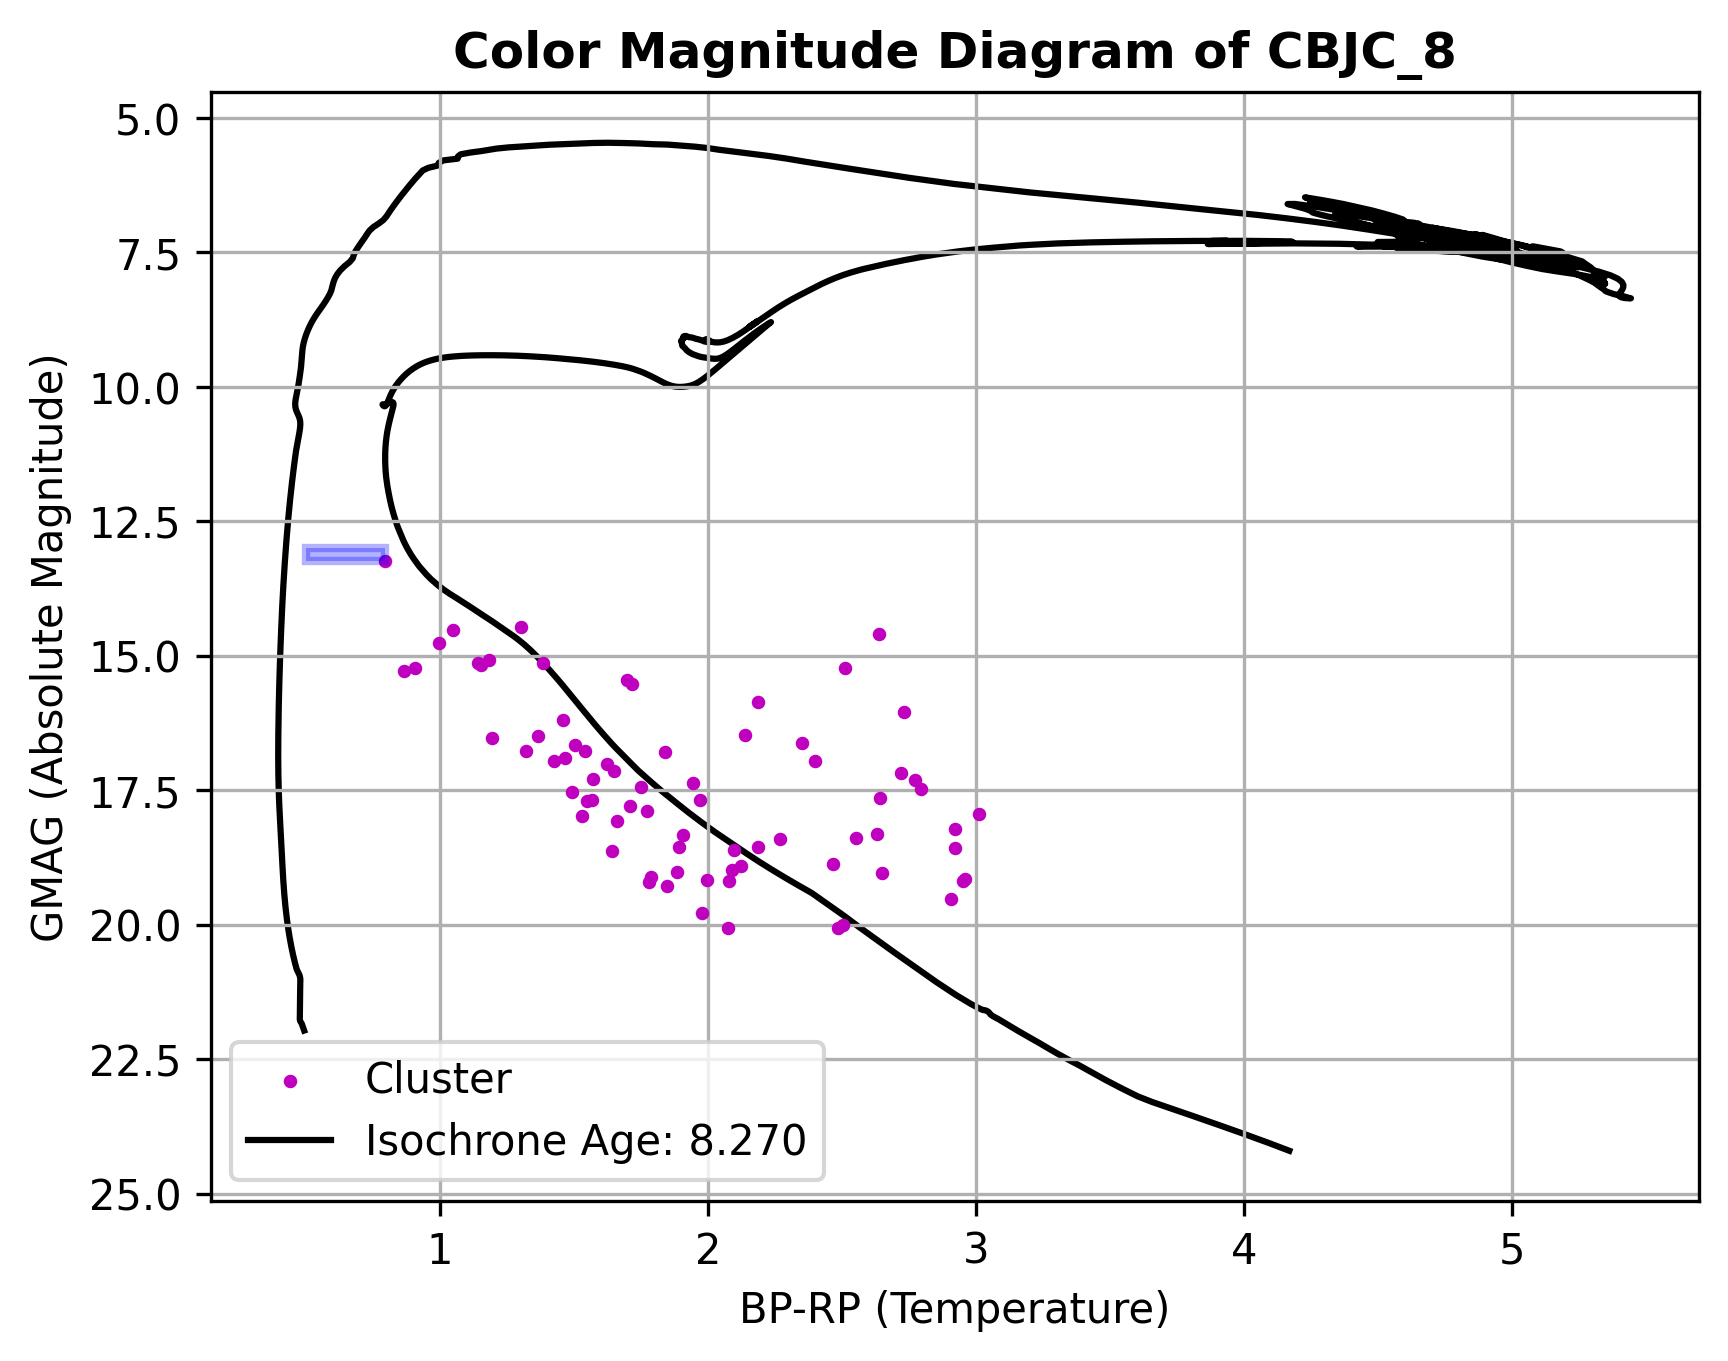 Color Magnitude Diagram of CBJC_8
GMAG (Absolute Magnitude)
5.0
7.5
10.0
12.5
15.0
17.5
20.0
22.5
25.0
Cluster
Isochrone Age: 8.270
1 2 3 4 5
BP-RP (Temperature)